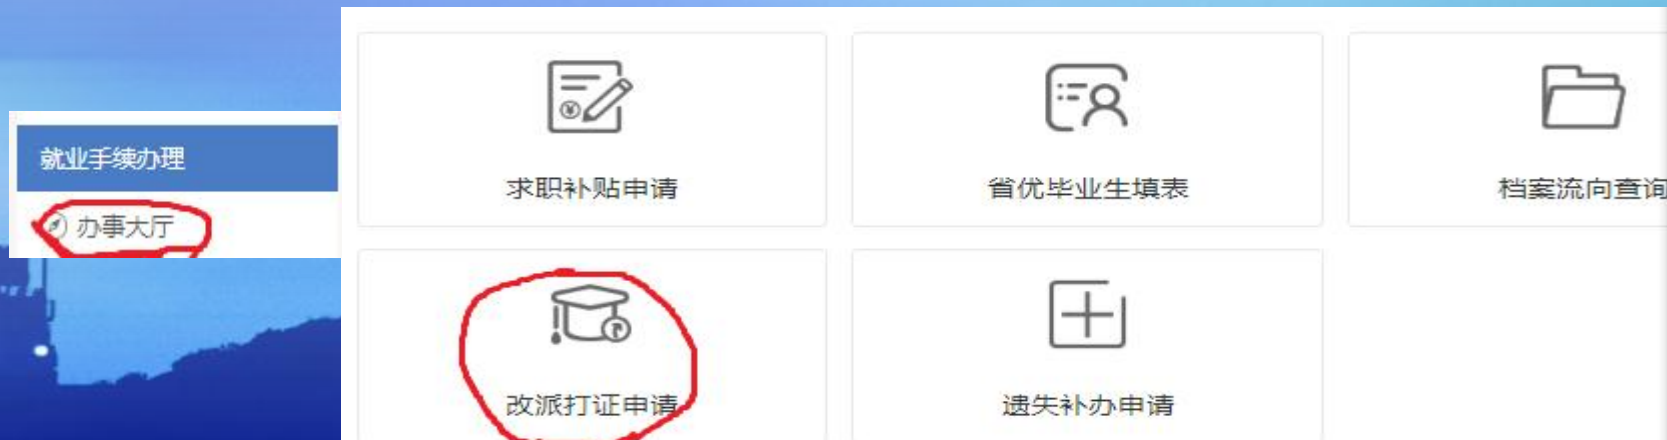 就业手续办理
办事大厅
求职补贴申请
省优毕业生填表
档案流向查询
改派打证申请
遗失补办申请